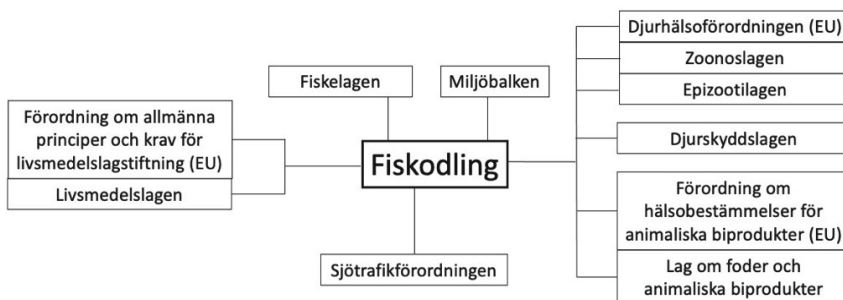 Djurhälsoförordningen (EU)
Zoonoslagen
Epizootilagen
Fiskelagen
Miljöbalken
Förordning om allmänna
principer och krav för
livsmedelslagstiftning (EU)
Livsmedelslagen
Fiskodling
Djurskyddslagen
Förordning om
hälsobestämmelser för
animaliska biprodukter (EU)
Lag om foder och
animaliska biprodukter
Sjötrafikförordningen